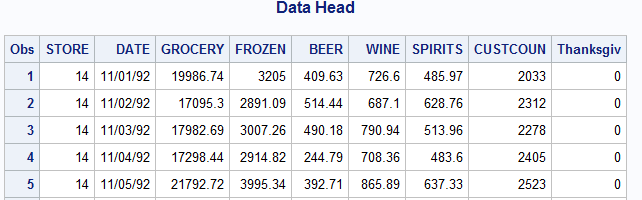 Data Head
Obs STORE DATE GROCERY FROZEN BEER WINE SPIRITS CUSTCOUN Thanksgiv
1 14 11/01/92 19986.74 3205 409.63 726.6 485.97 2033 0
2 14 11/02/92 17095.3 2891.09 514.44 687.1 628.76 2312 0
3 14 11/03/92 17982.69 3007.26 490.18 790.94 513.96 2278 0
4 14 11/04/92 17298.44 2914.82 244.79 708.36 483.6 2405 0
5 14 11/05/92 21792.72 3995.34 392.71 865.89 637.33 2523 0